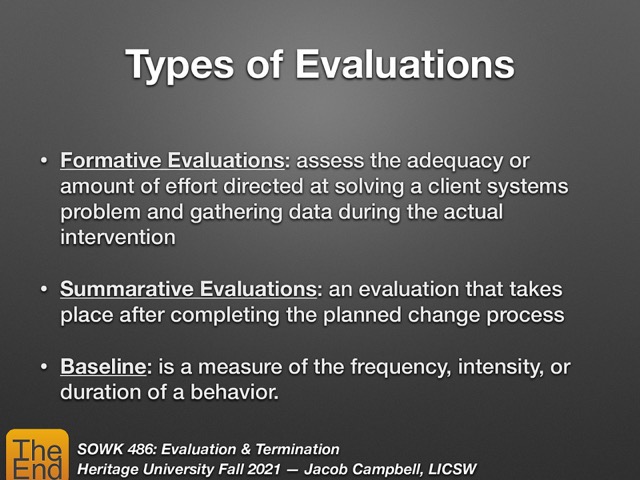 Types of Evaluations
• Formative Evaluations: assess the adequacy or
amount of effort directed at solving a client systems
problem and gathering data during the actual
intervention
• Summarative Evaluations: an evaluation that takes
place after completing the planned change process
• Baseline: is a measure of the frequency, intensity, or
duration of a behavior.
The
End
SOWK 486: Evaluation & Termination
Heritage University Fall 2021 — Jacob Campbell, LICSW